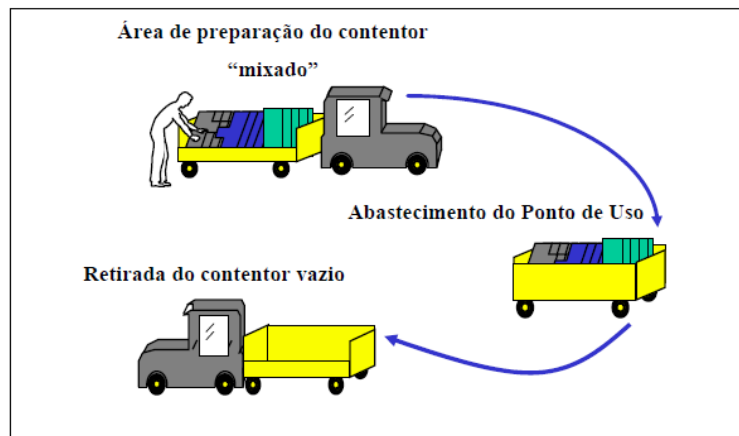 Área de preparação do contentor
“mixado”
Abastecimento do Ponto de Uso
Retirada do contentor vazio